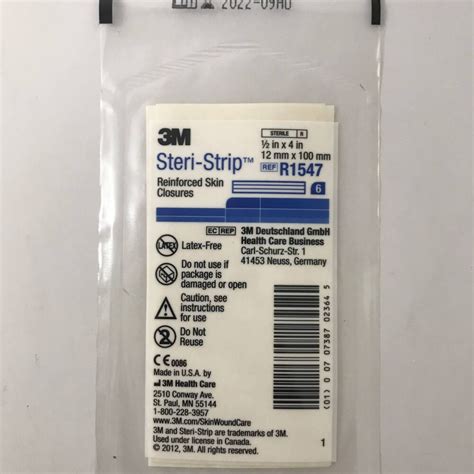 LOT 2022-09AU
3M
Steri-Strip™
Reinforced Skin
Closures
STERILE R
½ in x 4 in
12 mm x 100 mm
REF R1547
6
EC REP 3M Deutschland GmbH
Health Care Business
Carl-Schurz-Str. 1
41453 Neuss, Germany
LATEX Latex-Free
Do not use if
package is
damaged or open
Caution, see
instructions
for use
2 Do Not
Reuse
CE 0086
Made in U.S.A. by
3M Health Care
2510 Conway Ave.
St. Paul, MN 55144
1-800-228-3957
www.3M.com/SkinWoundCare
3M and Steri-Strip are trademarks of 3M.
Used under license in Canada.
© 2012, 3M. All rights reserved.
1
(01) 0 07 07387 02364 5